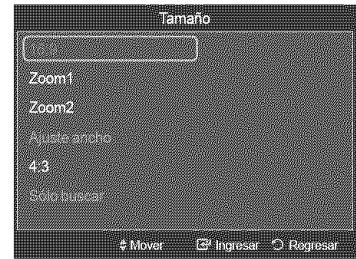 Tamaño
16:9
Zoom1
Zoom2
Ajuste ancho
4:3
Sólo buscar
Mover Ingresar Regresar